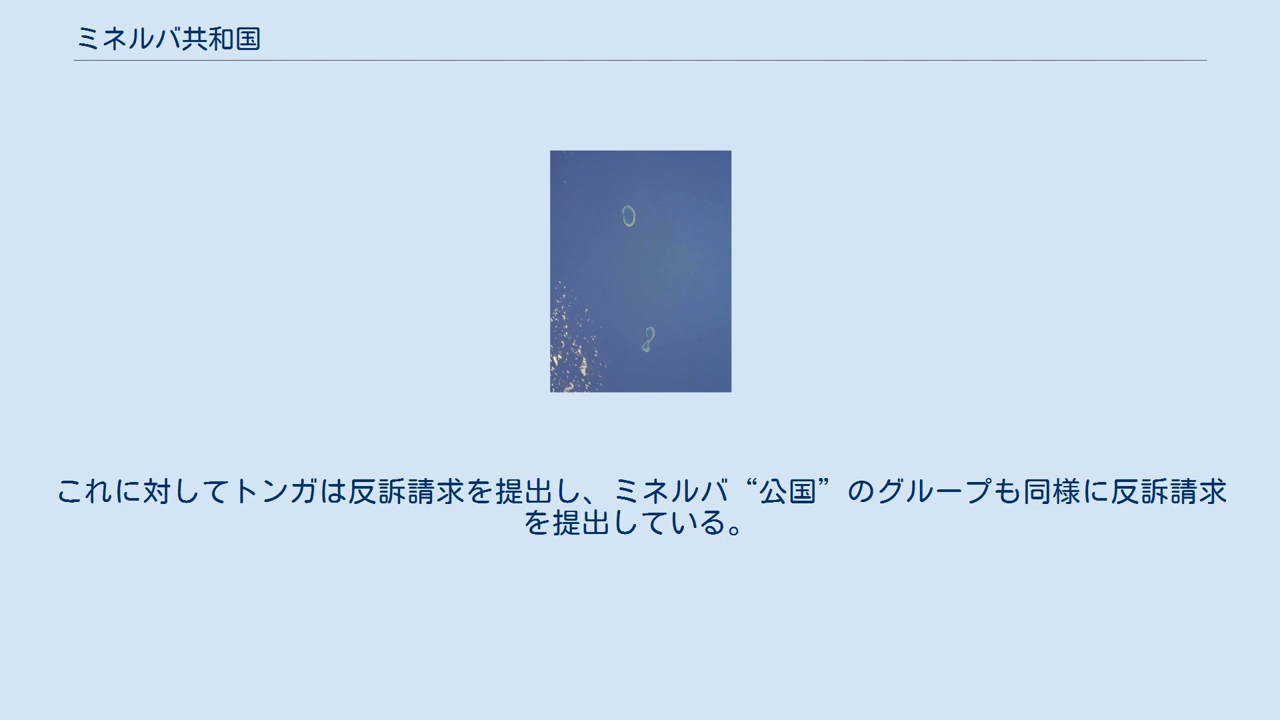 ミネルバ共和国
これに対してトンガは反訴請求を提出し、ミネルバ“公国”のグループも同様に反訴請求
を提出している。